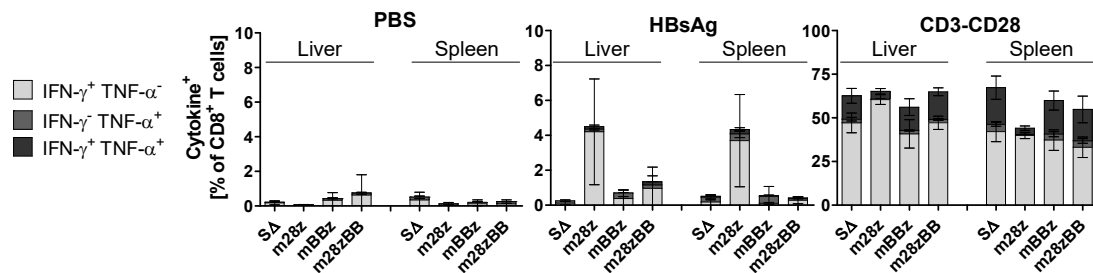 PBS
HBsAg
CD3-CD28
Liver
Spleen
Liver
Spleen
Liver
Spleen
IFN-γ⁺ TNF-α⁻
IFN-γ⁻ TNF-α⁺
IFN-γ⁺ TNF-α⁺
Cytokine⁺
[% of CD8⁺ T cells]
10
8
6
4
2
0
10
8
6
4
2
0
100
75
50
25
0
SΔ
m28z
mBBz
m28zBB
SΔ
m28z
mBBz
m28zBB
SΔ
m28z
mBBz
m28zBB
SΔ
m28z
mBBz
m28zBB
SΔ
m28z
mBBz
m28zBB
SΔ
m28z
mBBz
m28zBB